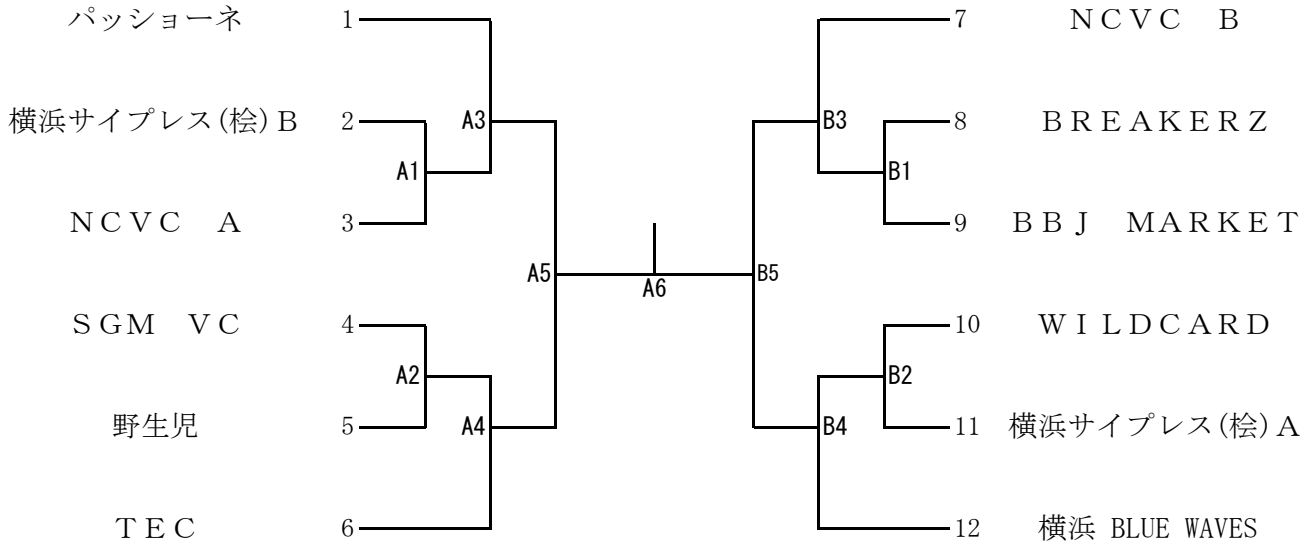 パッショーネ 1
横浜サイプレス(桧)B 2
NCVC A 3
SGM VC 4
野生児 5
TEC 6
A1
A2
A3
A4
A5
A6
B5
B3
B4
B1
B2
7 NCVC B
8 BREAKERZ
9 BBJ MARKET
10 WILDCARD
11 横浜サイプレス(桧)A
12 横浜 BLUE WAVES